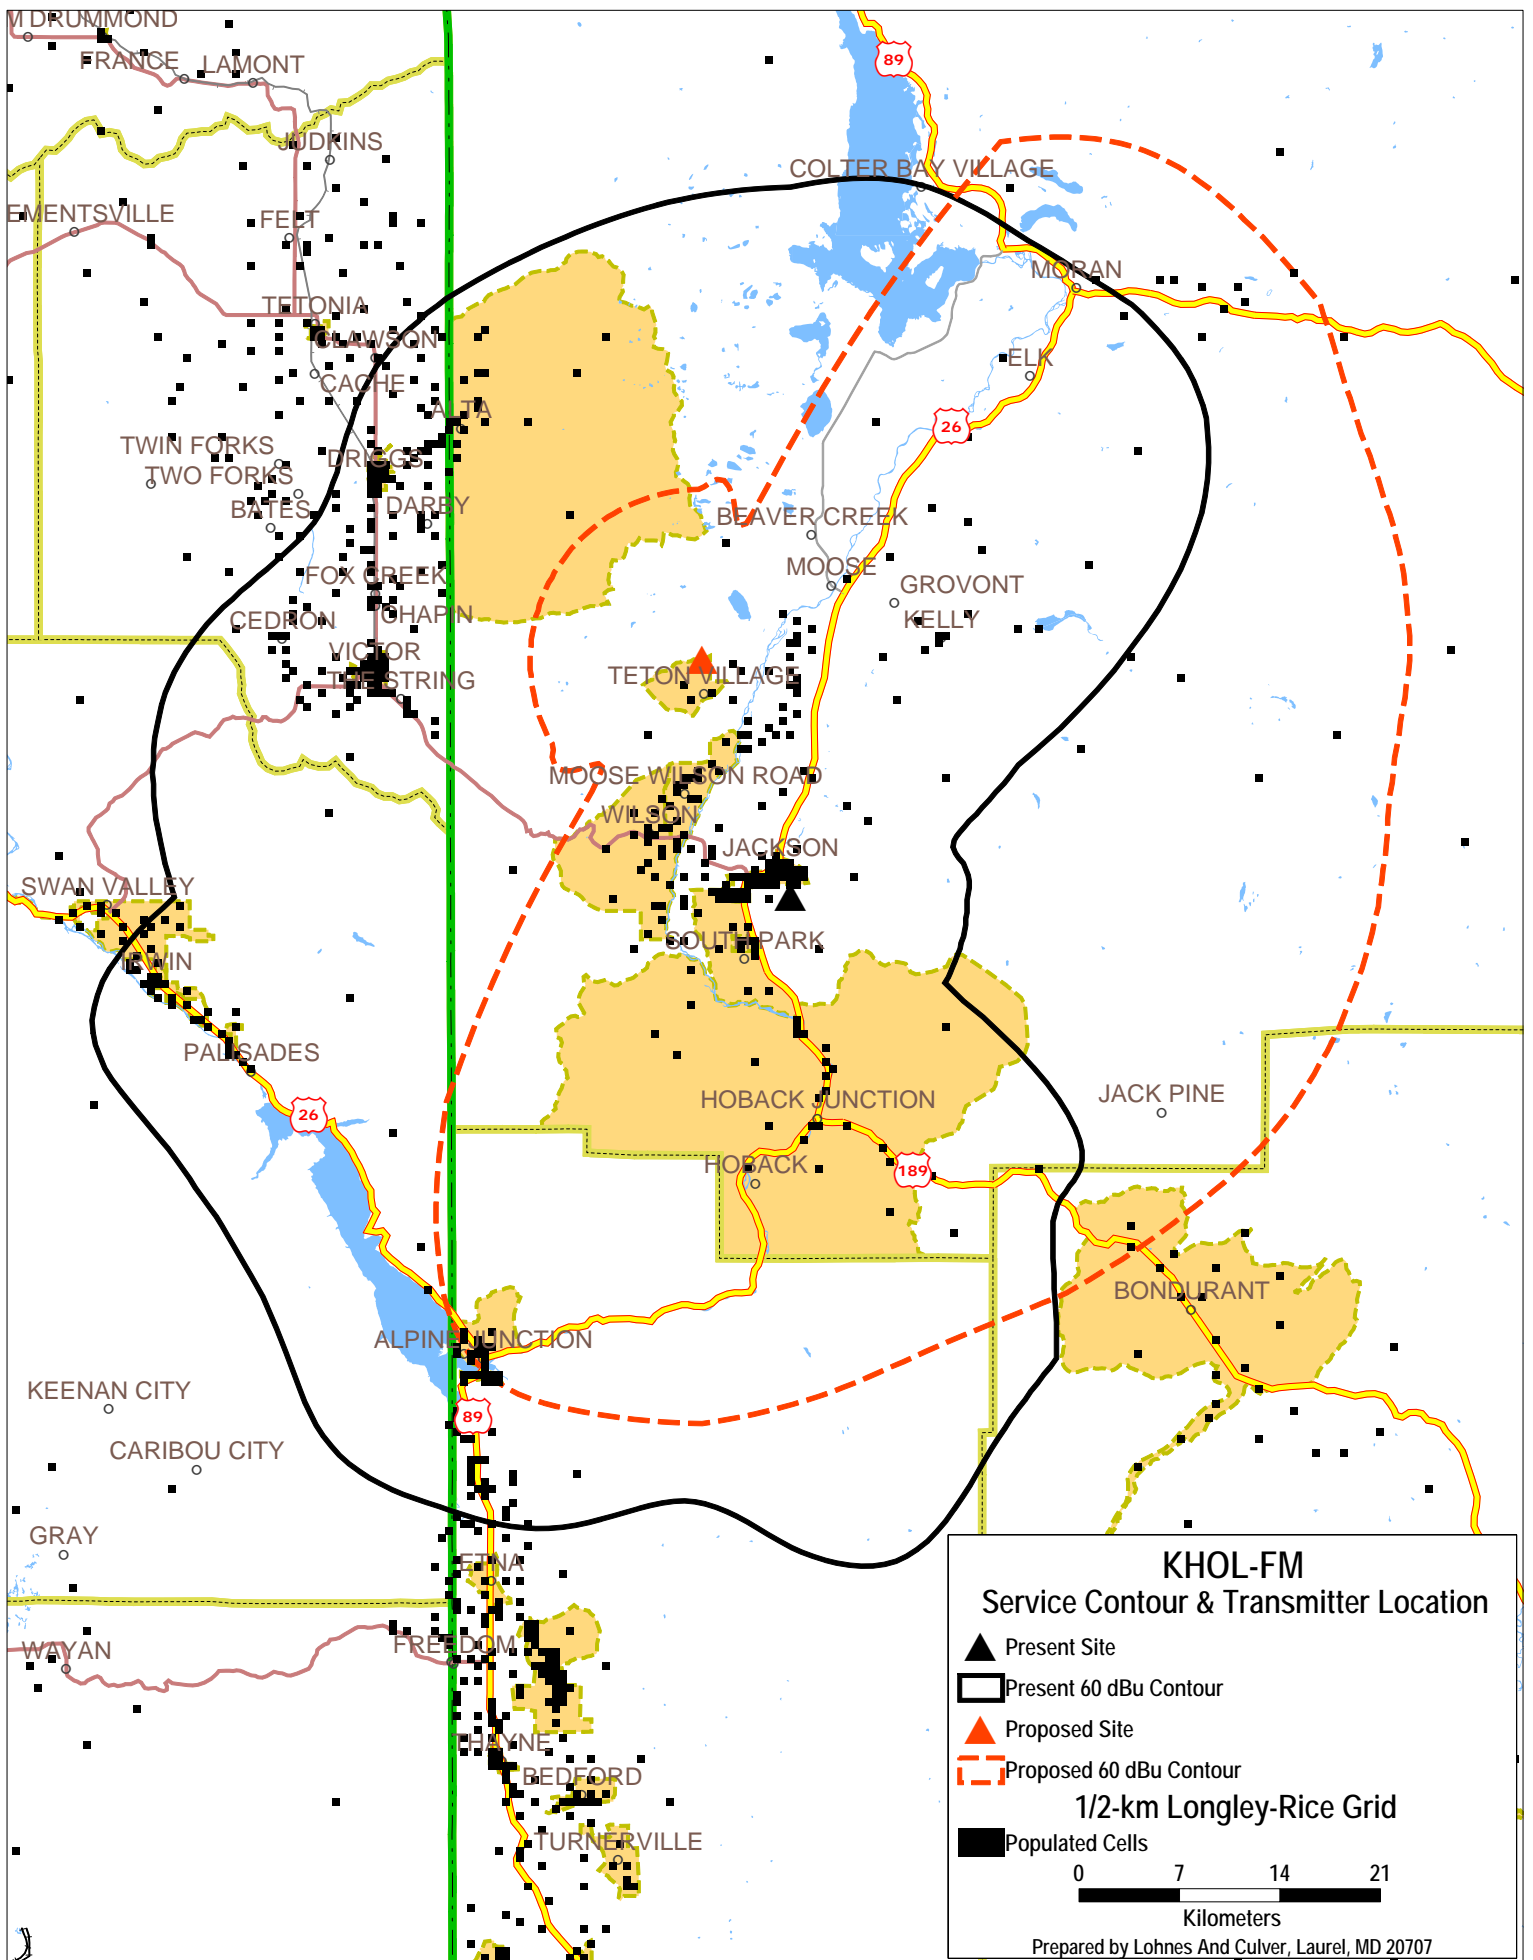 M DRUMMOND
FRANCE
LAMONT
89
JUDKINS
COLTER BAY VILLAGE
EMENTSVILLE
FELT
MORAN
TETONIA
CLAWSON
ELK
CACHE
ALTA
26
TWIN FORKS
DRIGGS
TWO FORKS
BATES
DARBY
BEAVER CREEK
MOOSE
FOX CREEK
GROVONT
CHAPIN
CEDRON
KELLY
VICTOR
THE STRING
TETON VILLAGE
MOOSE WILSON ROAD
WILSON
JACKSON
SWAN VALLEY
SOUTH PARK
IRWIN
PALISADES
26
HOBACK JUNCTION
JACK PINE
HOBACK
189
BONDURANT
ALPINE JUNCTION
KEENAN CITY
89
CARIBOU CITY
GRAY
ETNA
WAYAN
FREEDOM
THAYNE
BEDFORD
TURNERVILLE
KHOL-FM
Service Contour & Transmitter Location
Present Site
Present 60 dBu Contour
Proposed Site
Proposed 60 dBu Contour
1/2-km Longley-Rice Grid
Populated Cells
0 7 14 21
Kilometers
Prepared by Lohnes And Culver, Laurel, MD 20707